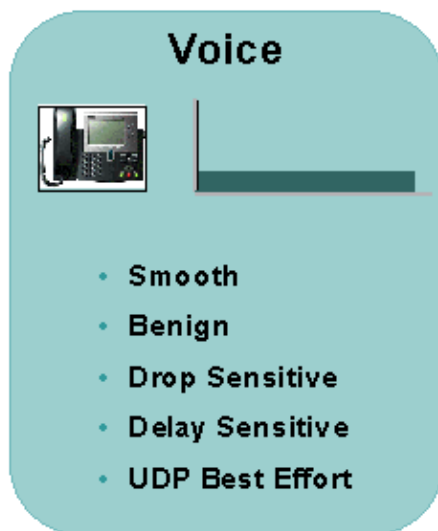 Voice
• Smooth
• Benign
• Drop Sensitive
• Delay Sensitive
• UDP Best Effort